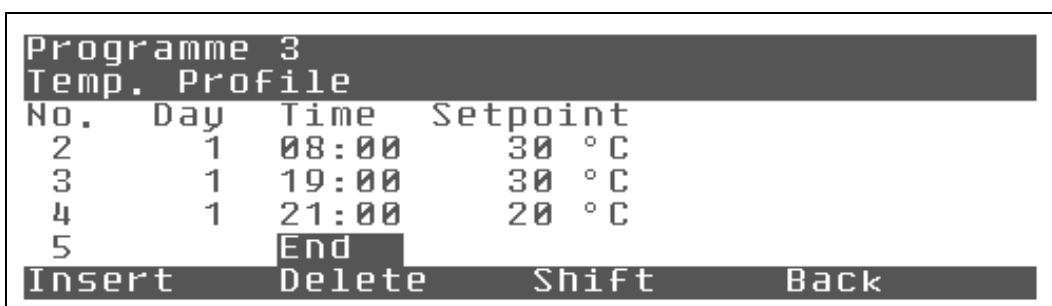 Programme 3
Temp. Profile
No. Day Time Setpoint
2 1 08:00 30 °C
3 1 19:00 30 °C
4 1 21:00 20 °C
5 End
Insert Delete Shift Back